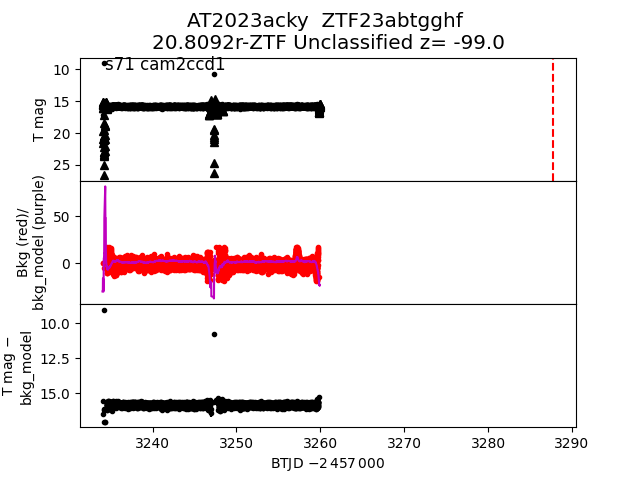 AT2023acky  ZTF23abtgghf
20.8092r-ZTF Unclassified z= -99.0
s71 cam2ccd1
10
15
20
25
T mag
50
0
Bkg (red)/
bkg_model (purple)
10.0
12.5
15.0
T mag −
bkg_model
3240 3250 3260 3270 3280 3290
BTJD −2 457 000